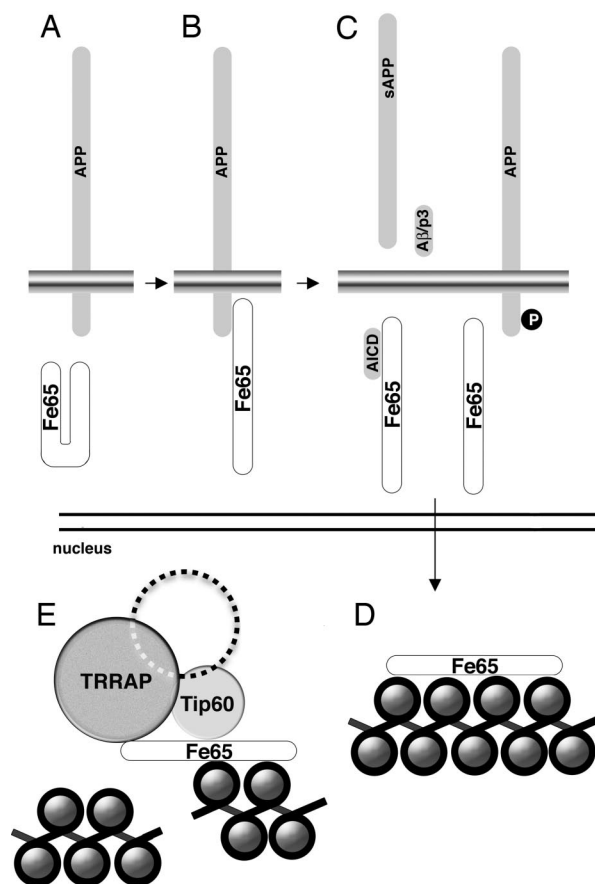 A
B
C
APP
APP
sAPP
Aβ/p3
APP
P
AICD
Fe65
Fe65
Fe65
Fe65
nucleus
E
D
TRRAP
Tip60
Fe65
Fe65